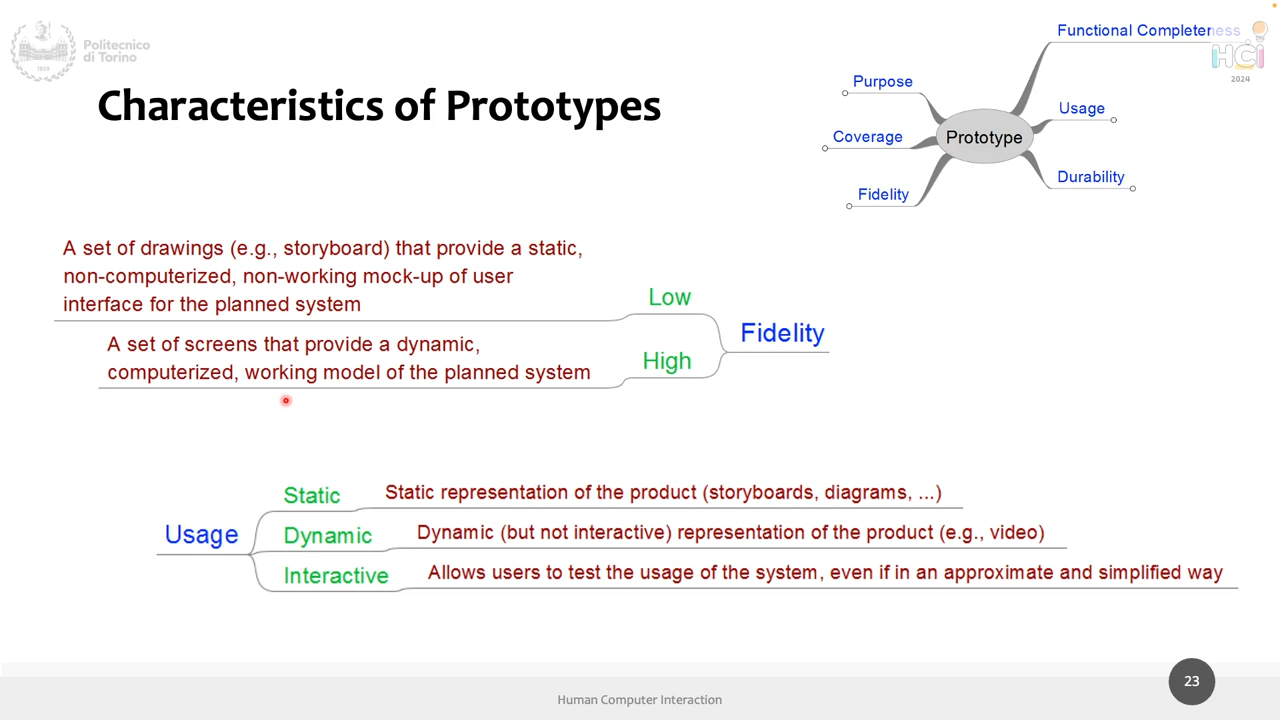 Politecnico
di Torino
1859
Characteristics of Prototypes
Functional Completeness
HCI
2024
Purpose
Usage
Coverage
Prototype
Durability
Fidelity
A set of drawings (e.g., storyboard) that provide a static,
non-computerized, non-working mock-up of user
interface for the planned system
Low
A set of screens that provide a dynamic,
computerized, working model of the planned system
High
Fidelity
Usage
Static
Static representation of the product (storyboards, diagrams, ...)
Dynamic
Dynamic (but not interactive) representation of the product (e.g., video)
Interactive
Allows users to test the usage of the system, even if in an approximate and simplified way
Human Computer Interaction
23